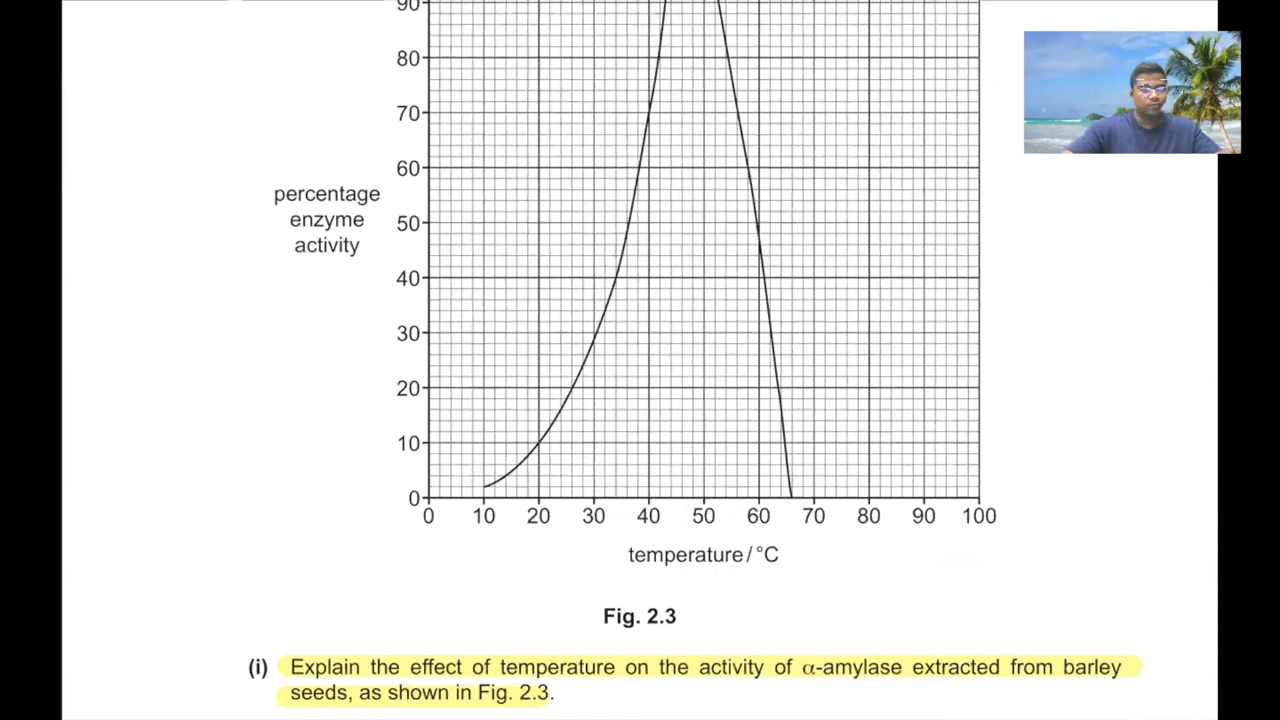 90
80
70
60
50
40
30
20
10
0
percentage
enzyme
activity
0 10 20 30 40 50 60 70 80 90 100
temperature / °C
Fig. 2.3
(i) Explain the effect of temperature on the activity of α-amylase extracted from barley
seeds, as shown in Fig. 2.3.